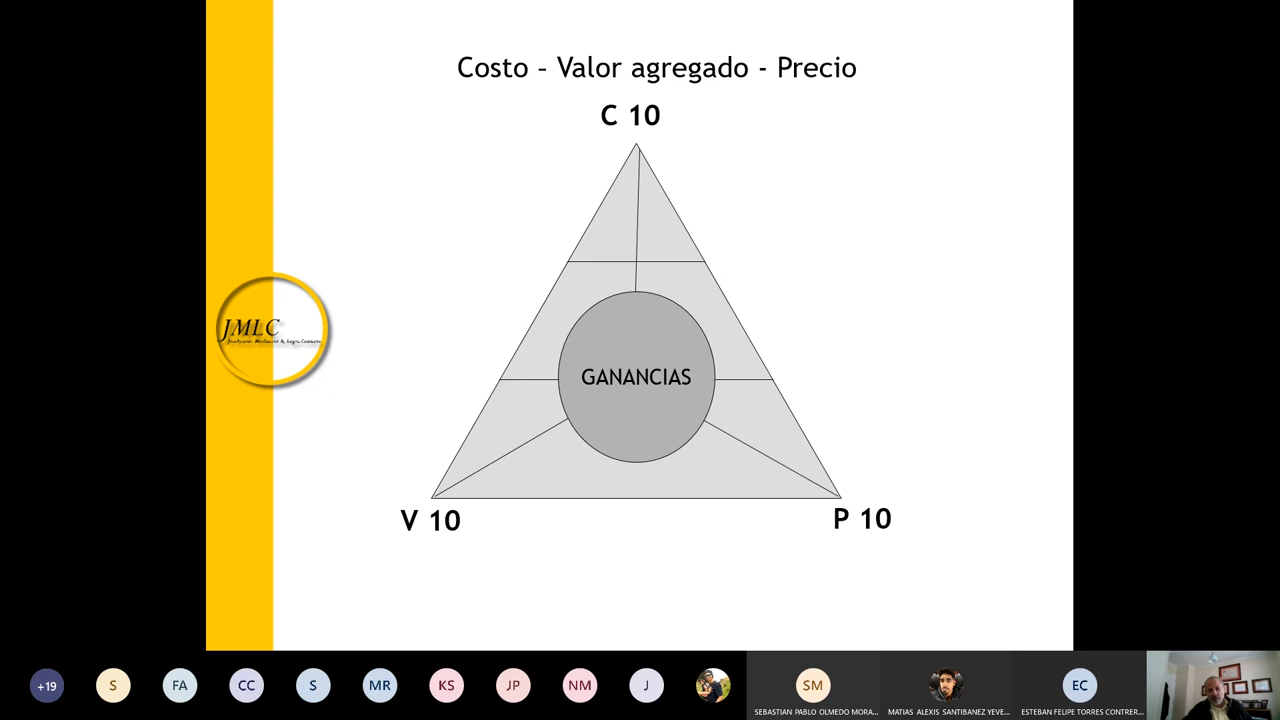 Costo – Valor agregado - Precio
C 10
GANANCIAS
JMLC
V 10
P 10
+19
S
FA
CC
S
MR
KS
JP
NM
J
SM
EC
SEBASTIAN PABLO OLMEDO MORA...
MATIAS ALEXIS SANTIBANEZ YEVE...
ESTEBAN FELIPE TORRES CONTRER...